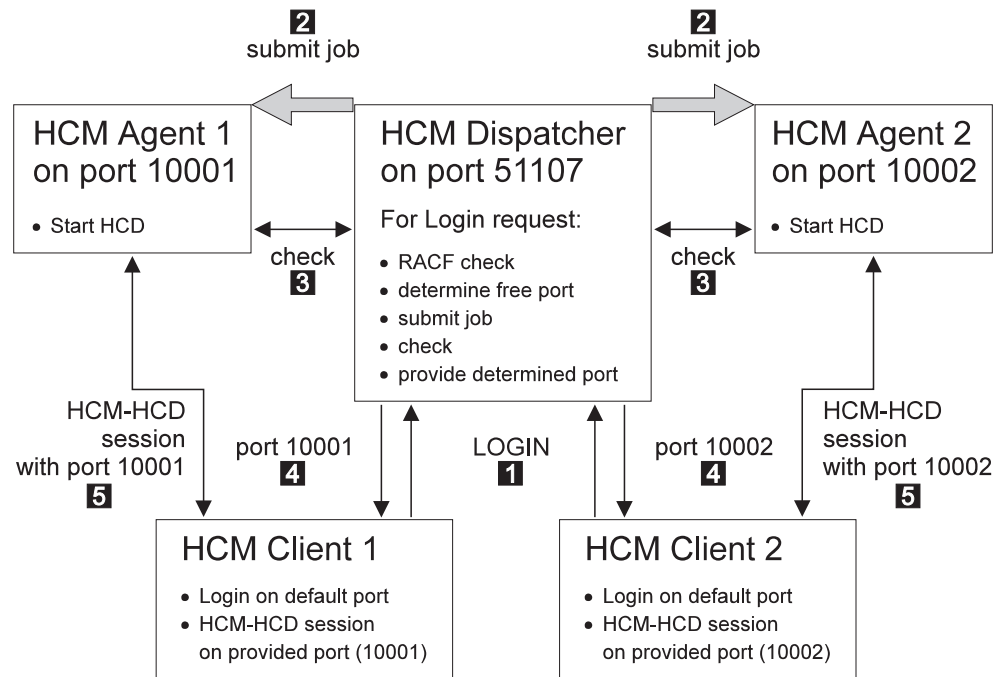 2
submit job
2
submit job
HCM Agent 1
on port 10001
• Start HCD
HCM Dispatcher
on port 51107
For Login request:
• RACF check
• determine free port
• submit job
• check
• provide determined port
HCM Agent 2
on port 10002
• Start HCD
check
3
check
3
HCM-HCD
session
with port 10001
5
port 10001
4
LOGIN
1
port 10002
4
HCM-HCD
session
with port 10002
5
HCM Client 1
• Login on default port
• HCM-HCD session
on provided port (10001)
HCM Client 2
• Login on default port
• HCM-HCD session
on provided port (10002)